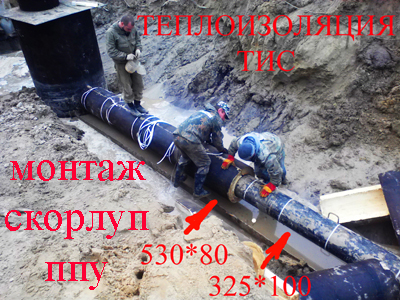 ТЕПЛОИЗОЛЯЦИЯ
ТИС
монтаж
скорлуп
ппу
530*80
325*100